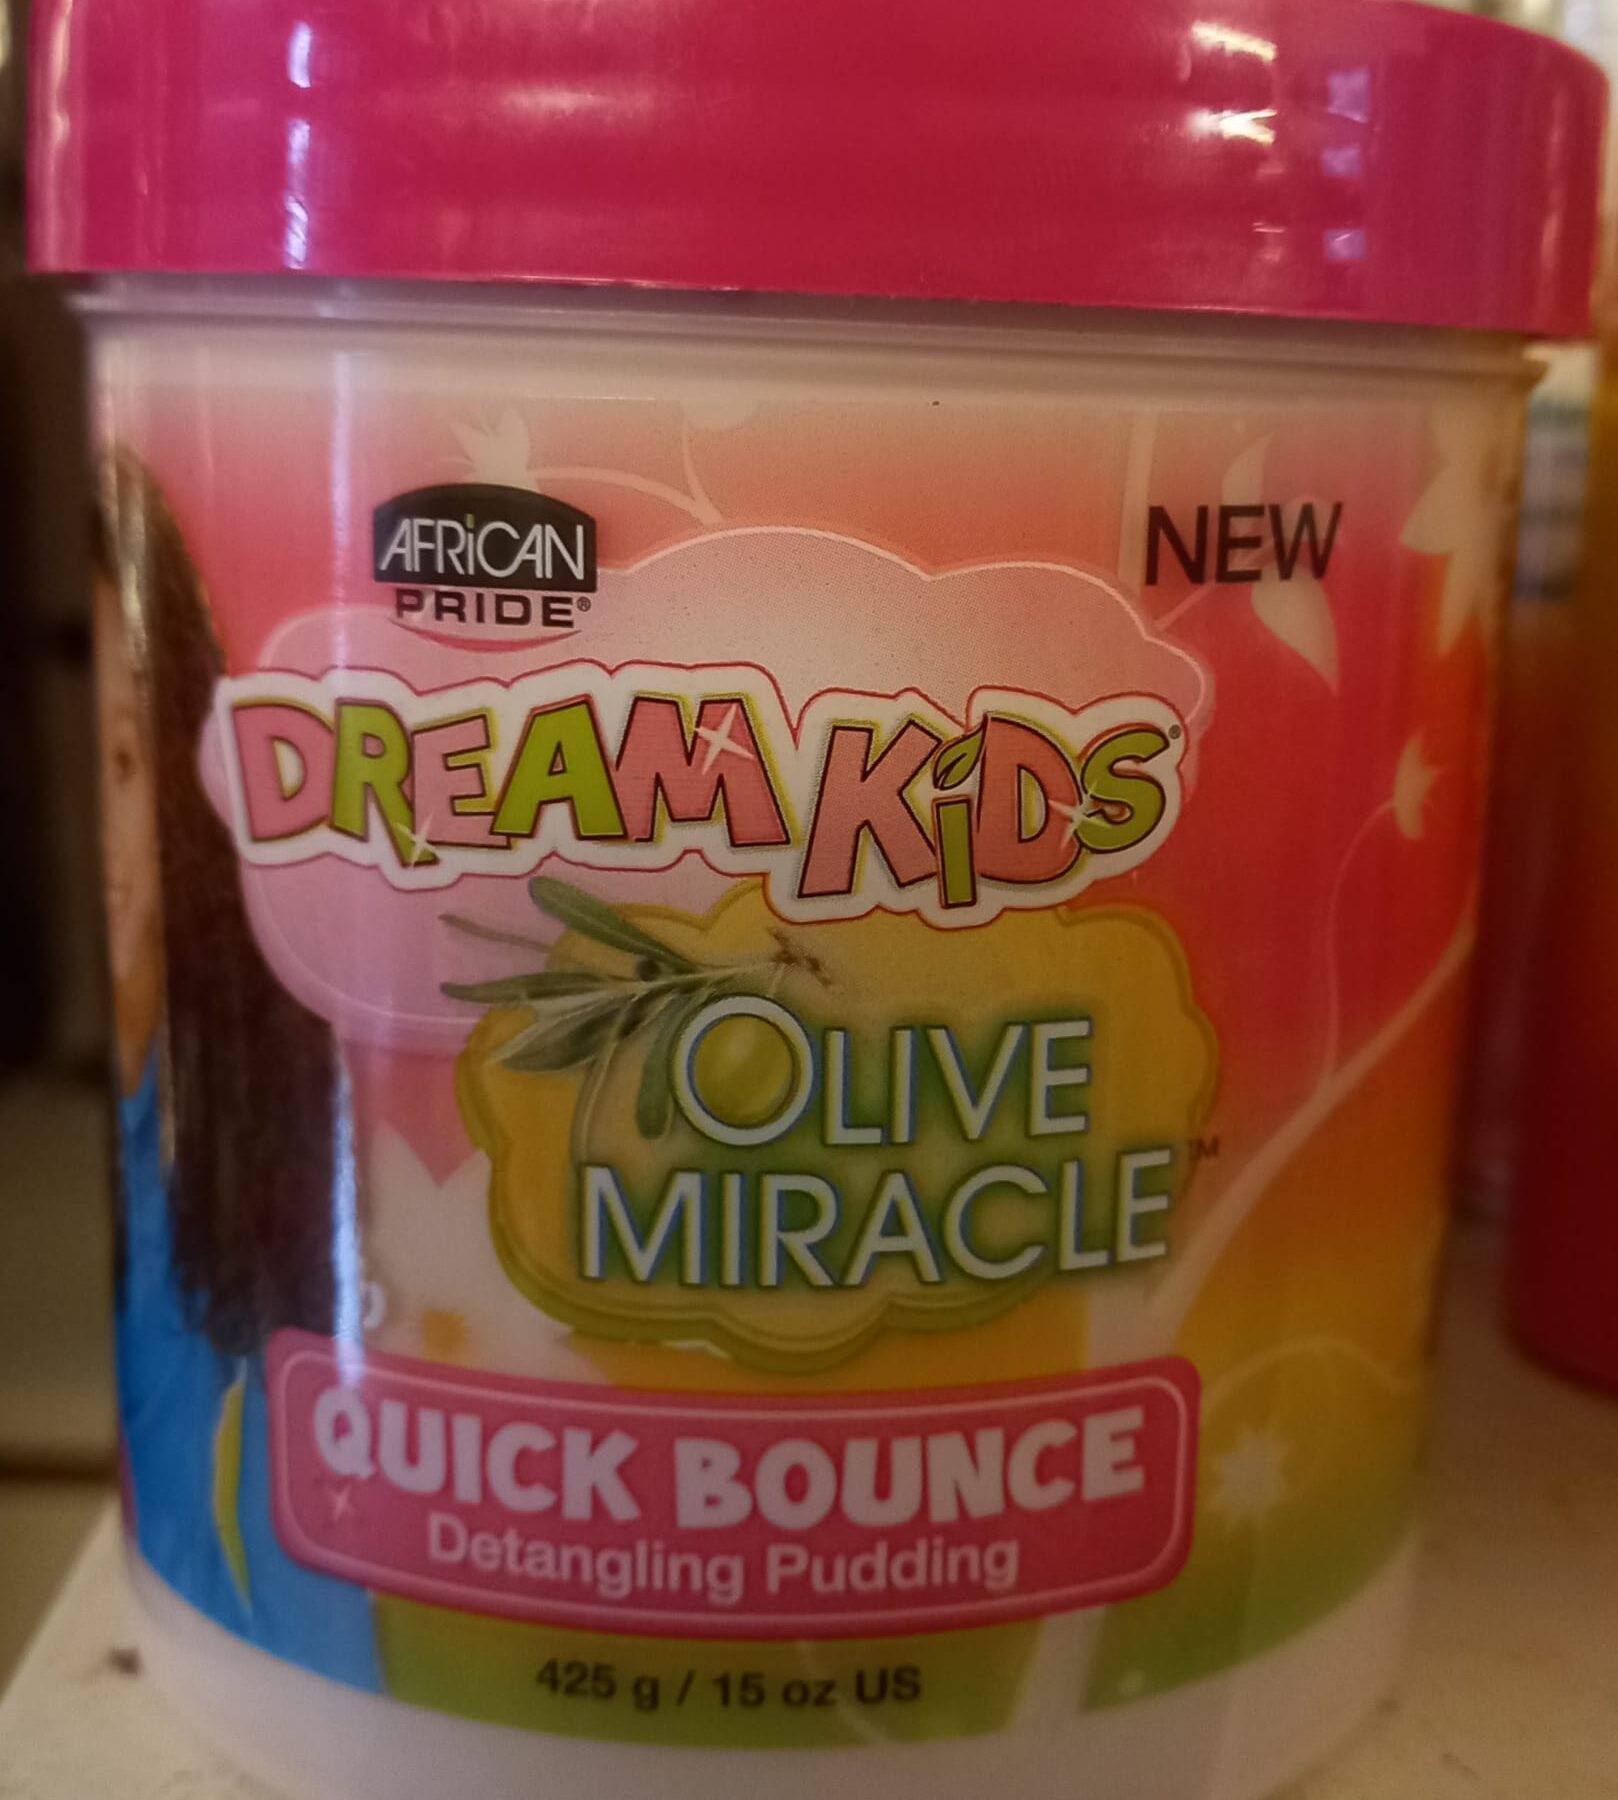 AFRiCAN
PRIDE®
NEW
DREAM KiDS®
OLIVE
MIRACLE™
QUICK BOUNCE
Detangling Pudding
425 g / 15 oz US